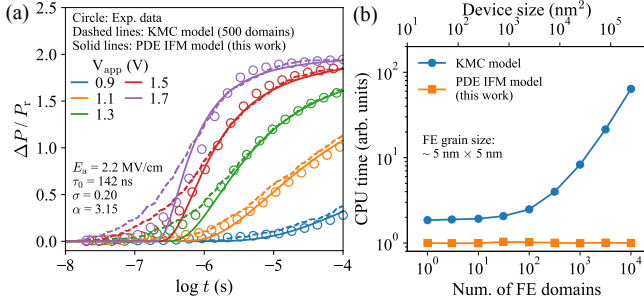 (a)
Circle: Exp. data
Dashed lines: KMC model (500 domains)
Solid lines: PDE IFM model (this work)
V_app (V)
0.9
1.1
1.3
1.5
1.7
E_a = 2.2 MV/cm
τ_0 = 142 ns
σ = 0.20
α = 3.15
ΔP / P_r
2.5
2.0
1.5
1.0
0.5
0.0
−8 −7 −6 −5 −4
log t (s)
(b)
Device size (nm²)
10² 10³ 10⁴ 10⁵
KMC model
PDE IFM model
(this work)
FE grain size:
~ 5 nm × 5 nm
CPU time (arb. units)
10²
10¹
10⁰
10⁰ 10¹ 10² 10³ 10⁴
Num. of FE domains